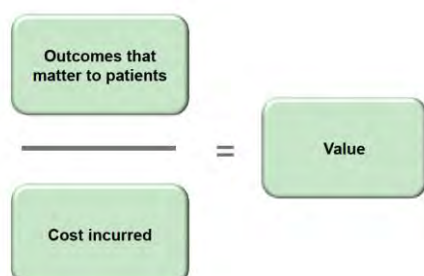 Outcomes that
matter to patients
=
Value
Cost incurred